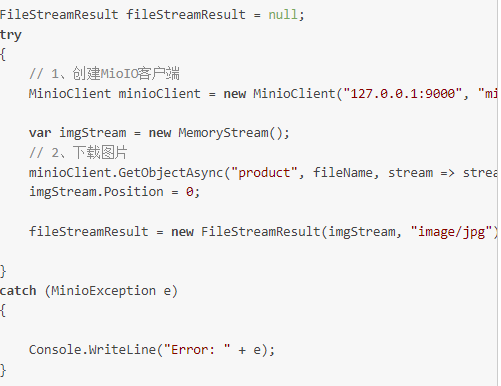 FileStreamResult fileStreamResult = null;
try
{
// 1、创建MioIO客户端
MinioClient minioClient = new MinioClient("127.0.0.1:9000", "mi
var imgStream = new MemoryStream();
// 2、下载图片
minioClient.GetObjectAsync("product", fileName, stream => strea
imgStream.Position = 0;
fileStreamResult = new FileStreamResult(imgStream, "image/jpg")
}
catch (MinioException e)
{
Console.WriteLine("Error: " + e);
}